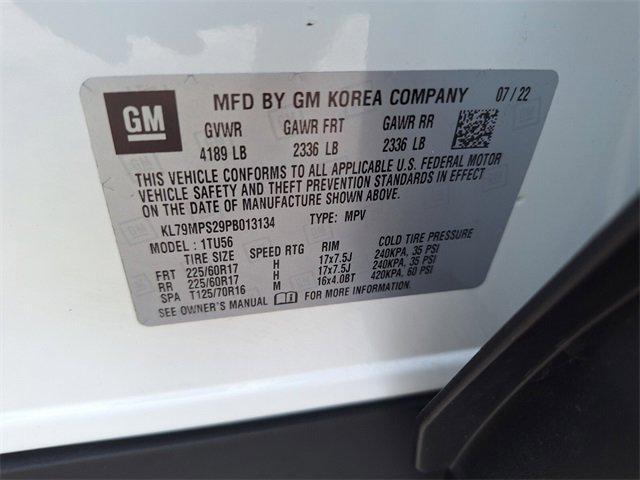 GM
MFD BY GM KOREA COMPANY 07 / 22
GVWR GAWR FRT GAWR RR
4189 LB 2336 LB 2336 LB
THIS VEHICLE CONFORMS TO ALL APPLICABLE U.S. FEDERAL MOTOR
VEHICLE SAFETY AND THEFT PREVENTION STANDARDS IN EFFECT
ON THE DATE OF MANUFACTURE SHOWN ABOVE.
KL79MPS29PB013134 TYPE: MPV
MODEL: 1TU56
TIRE SIZE SPEED RTG RIM COLD TIRE PRESSURE
FRT 225/60R17 H 17x7.5J 240KPA, 35 PSI
RR 225/60R17 H 17x7.5J 240KPA, 35 PSI
SPA T125/70R16 M 16x4.0BT 420KPA, 60 PSI
SEE OWNER'S MANUAL i FOR MORE INFORMATION.